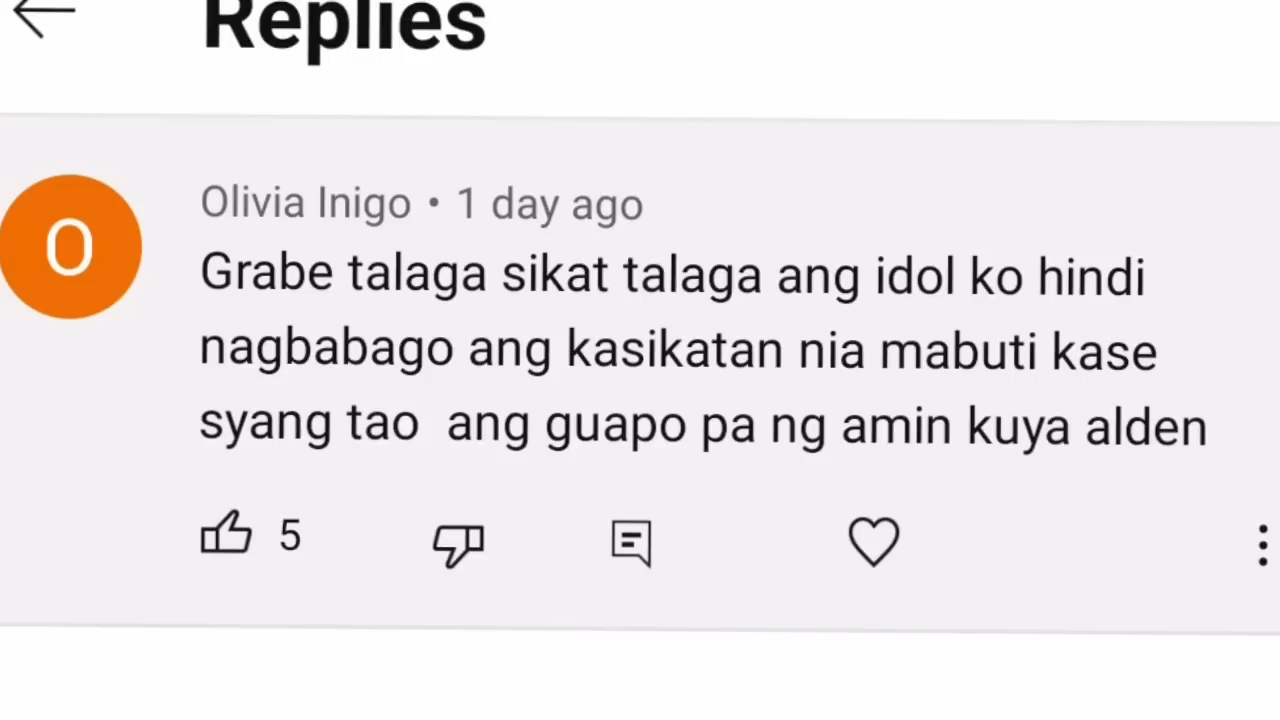 Replies
O
Olivia Inigo • 1 day ago
Grabe talaga sikat talaga ang idol ko hindi
nagbabago ang kasikatan nia mabuti kase
syang tao  ang guapo pa ng amin kuya alden
5